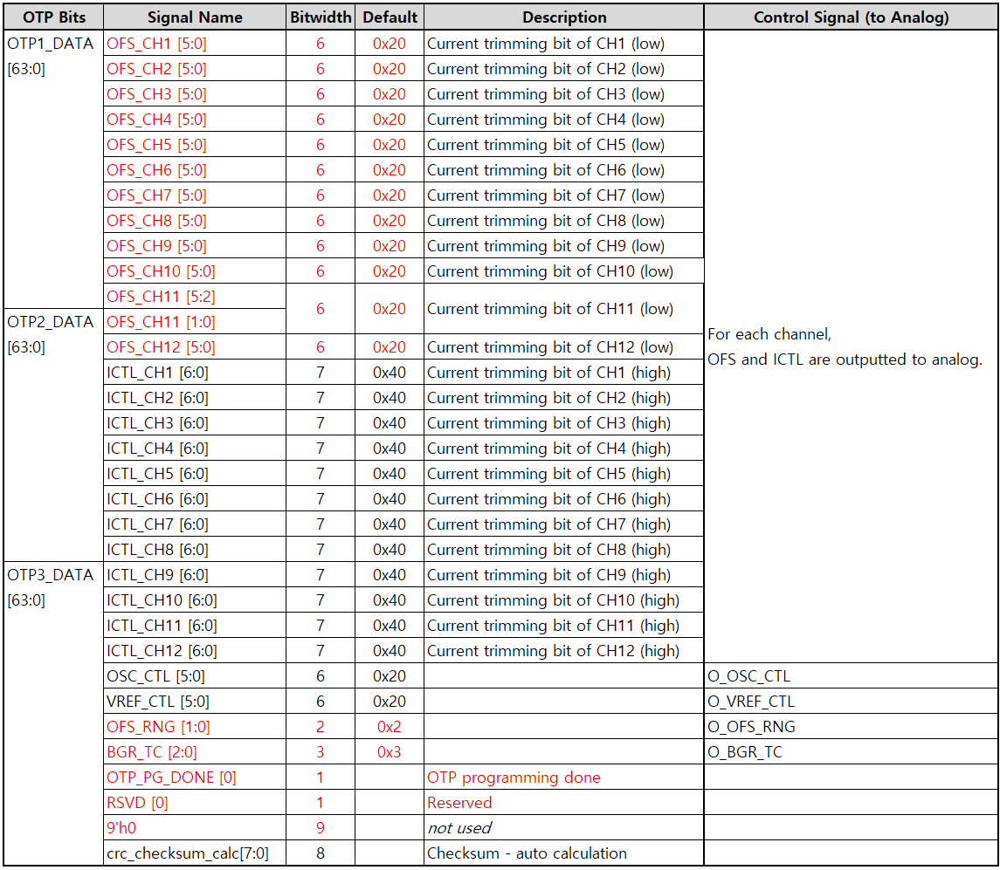 OTP Bits Signal Name Bitwidth Default Description Control Signal (to Analog)
OTP1_DATA OFS_CH1 [5:0] 6 0x20 Current trimming bit of CH1 (low)
[63:0] OFS_CH2 [5:0] 6 0x20 Current trimming bit of CH2 (low)
OFS_CH3 [5:0] 6 0x20 Current trimming bit of CH3 (low)
OFS_CH4 [5:0] 6 0x20 Current trimming bit of CH4 (low)
OFS_CH5 [5:0] 6 0x20 Current trimming bit of CH5 (low)
OFS_CH6 [5:0] 6 0x20 Current trimming bit of CH6 (low)
OFS_CH7 [5:0] 6 0x20 Current trimming bit of CH7 (low)
OFS_CH8 [5:0] 6 0x20 Current trimming bit of CH8 (low)
OFS_CH9 [5:0] 6 0x20 Current trimming bit of CH9 (low)
OFS_CH10 [5:0] 6 0x20 Current trimming bit of CH10 (low)
OFS_CH11 [5:2]
6 0x20 Current trimming bit of CH11 (low)
OTP2_DATA OFS_CH11 [1:0]
For each channel,
[63:0] OFS_CH12 [5:0] 6 0x20 Current trimming bit of CH12 (low)
OFS and ICTL are outputted to analog.
ICTL_CH1 [6:0] 7 0x40 Current trimming bit of CH1 (high)
ICTL_CH2 [6:0] 7 0x40 Current trimming bit of CH2 (high)
ICTL_CH3 [6:0] 7 0x40 Current trimming bit of CH3 (high)
ICTL_CH4 [6:0] 7 0x40 Current trimming bit of CH4 (high)
ICTL_CH5 [6:0] 7 0x40 Current trimming bit of CH5 (high)
ICTL_CH6 [6:0] 7 0x40 Current trimming bit of CH6 (high)
ICTL_CH7 [6:0] 7 0x40 Current trimming bit of CH7 (high)
ICTL_CH8 [6:0] 7 0x40 Current trimming bit of CH8 (high)
OTP3_DATA ICTL_CH9 [6:0] 7 0x40 Current trimming bit of CH9 (high)
[63:0] ICTL_CH10 [6:0] 7 0x40 Current trimming bit of CH10 (high)
ICTL_CH11 [6:0] 7 0x40 Current trimming bit of CH11 (high)
ICTL_CH12 [6:0] 7 0x40 Current trimming bit of CH12 (high)
OSC_CTL [5:0] 6 0x20 O_OSC_CTL
VREF_CTL [5:0] 6 0x20 O_VREF_CTL
OFS_RNG [1:0] 2 0x2 O_OFS_RNG
BGR_TC [2:0] 3 0x3 O_BGR_TC
OTP_PG_DONE [0] 1 OTP programming done
RSVD [0] 1 Reserved
9'h0 9 not used
crc_checksum_calc[7:0] 8 Checksum - auto calculation